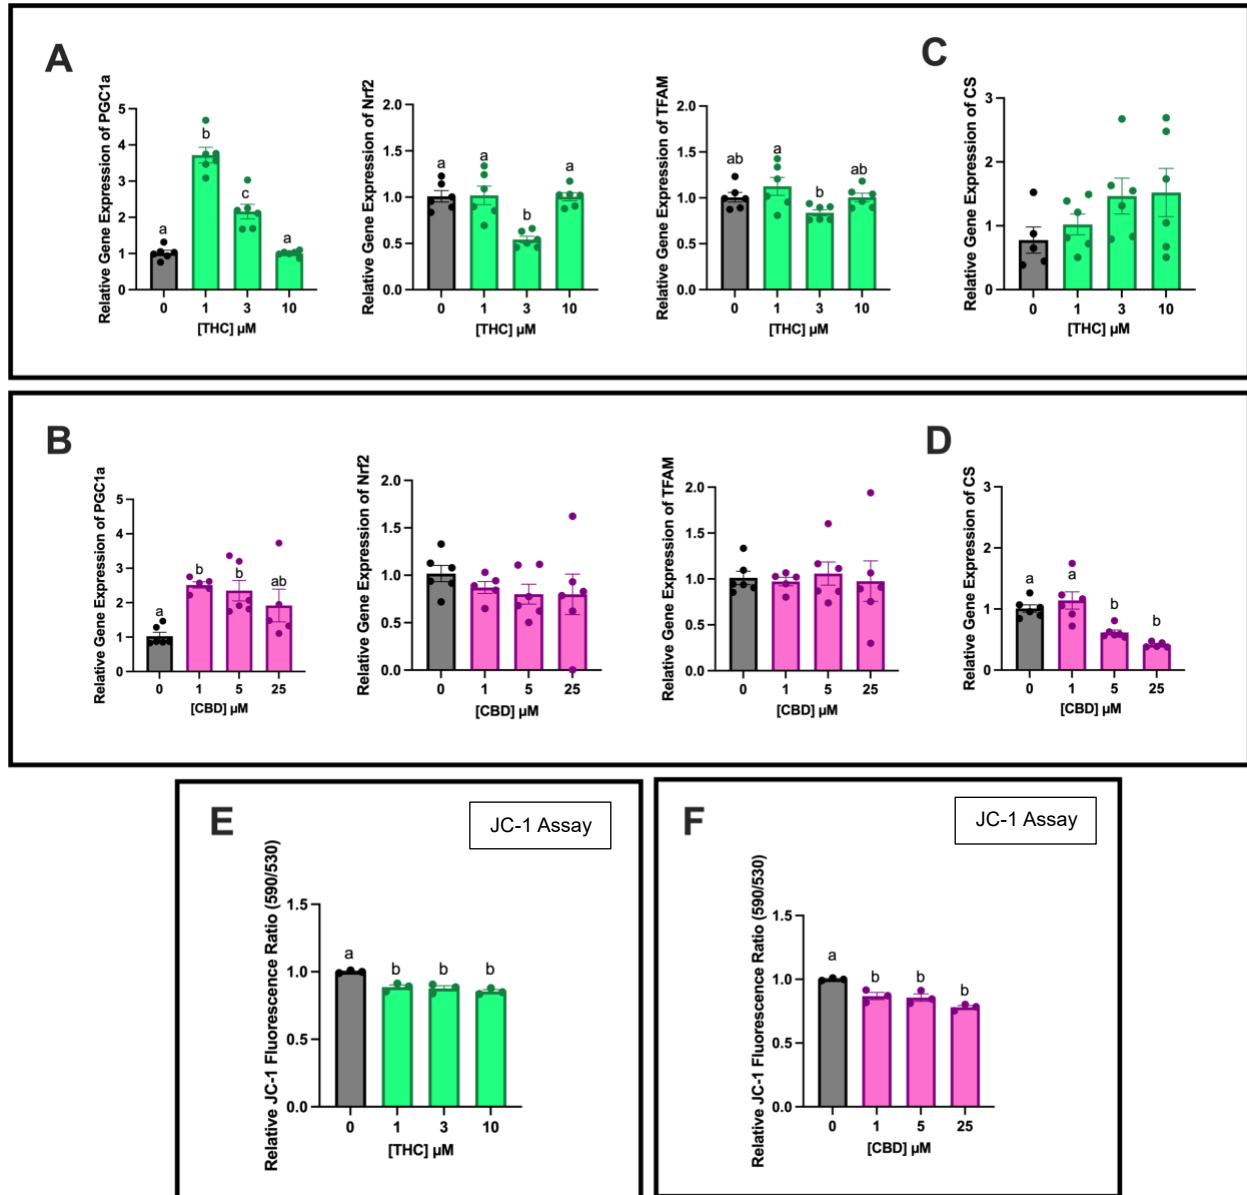 A
Relative Gene Expression of PGC1a
5
4
3
2
1
0
a
b
c
a
0 1 3 10
[THC] µM
Relative Gene Expression of Nrf2
2.0
1.5
1.0
0.5
0.0
a
a
b
a
0 1 3 10
[THC] µM
Relative Gene Expression of TFAM
2.0
1.5
1.0
0.5
0.0
ab
a
b
ab
0 1 3 10
[THC] µM
C
Relative Gene Expression of CS
3
2
1
0
0 1 3 10
[THC] µM
B
Relative Gene Expression of PGC1a
5
4
3
2
1
0
a
b
b
ab
0 1 5 25
[CBD] µM
Relative Gene Expression of Nrf2
2.0
1.5
1.0
0.5
0.0
0 1 5 25
[CBD] µM
Relative Gene Expression of TFAM
2.0
1.5
1.0
0.5
0.0
0 1 5 25
[CBD] µM
D
Relative Gene Expression of CS
3
2
1
0
a
a
b
b
0 1 5 25
[CBD] µM
E
JC-1 Assay
Relative JC-1 Fluorescence Ratio (590/530)
1.5
1.0
0.5
0.0
a
b
b
b
0 1 3 10
[THC] µM
F
JC-1 Assay
Relative JC-1 Fluorescence Ratio (590/530)
1.5
1.0
0.5
0.0
a
b
b
b
0 1 5 25
[CBD] µM